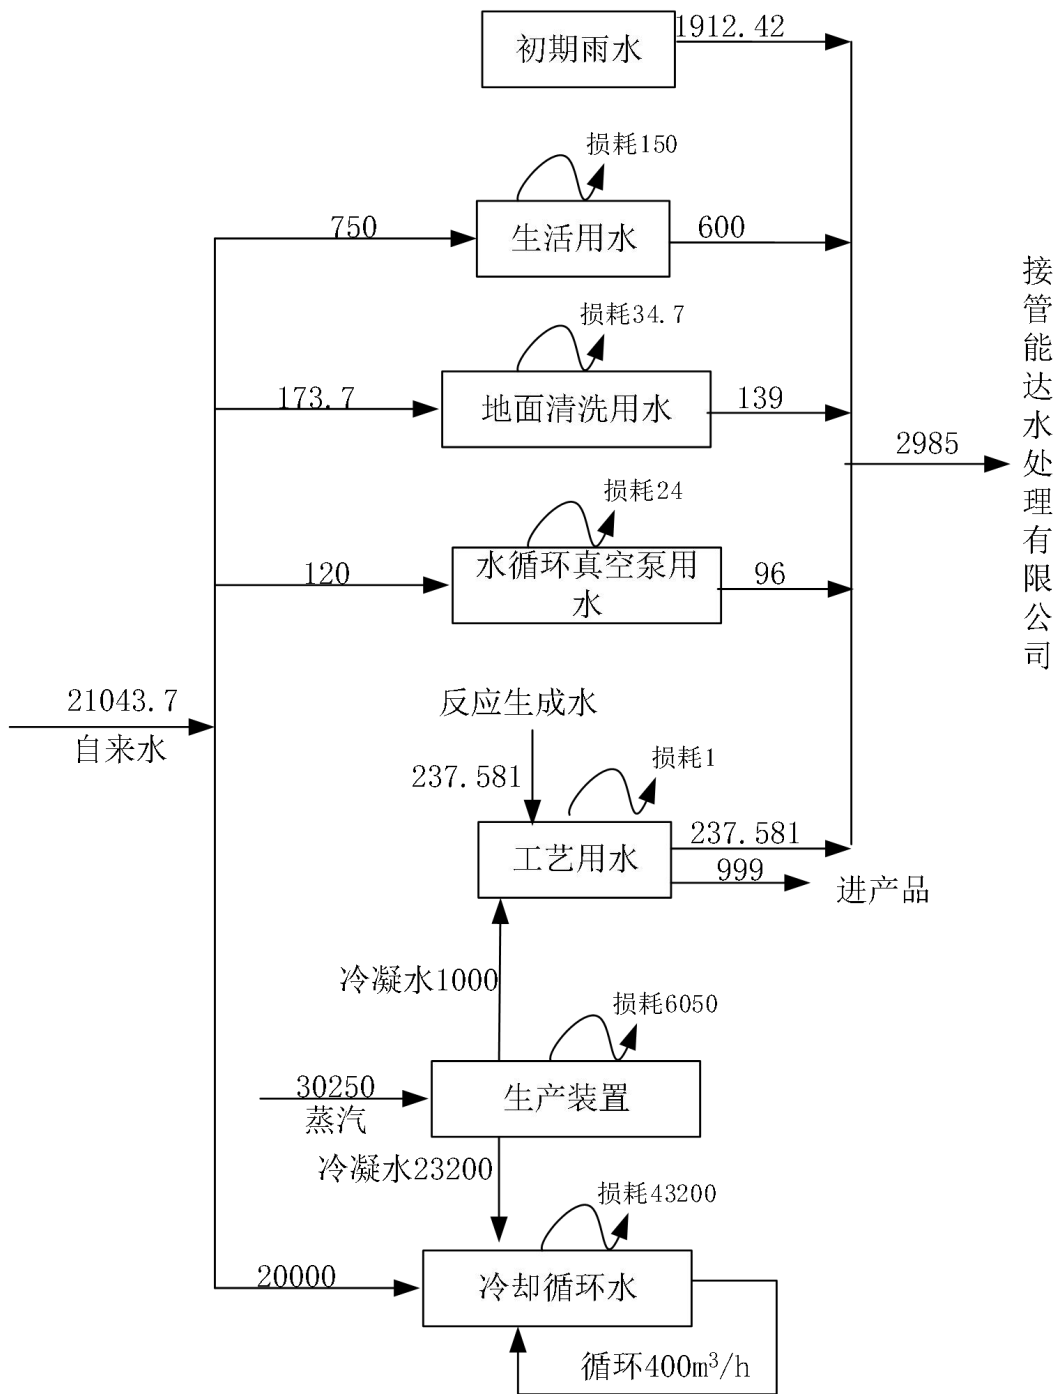 初期雨水
1912.42
损耗150
750
生活用水
600
损耗34.7
173.7
地面清洗用水
139
损耗24
120
水循环真空泵用
水
96
2985
接管能达水处理有限公司
21043.7
自来水
反应生成水
237.581
损耗1
工艺用水
237.581
999
进产品
冷凝水1000
损耗6050
30250
蒸汽
生产装置
冷凝水23200
损耗43200
20000
冷却循环水
循环400m³/h